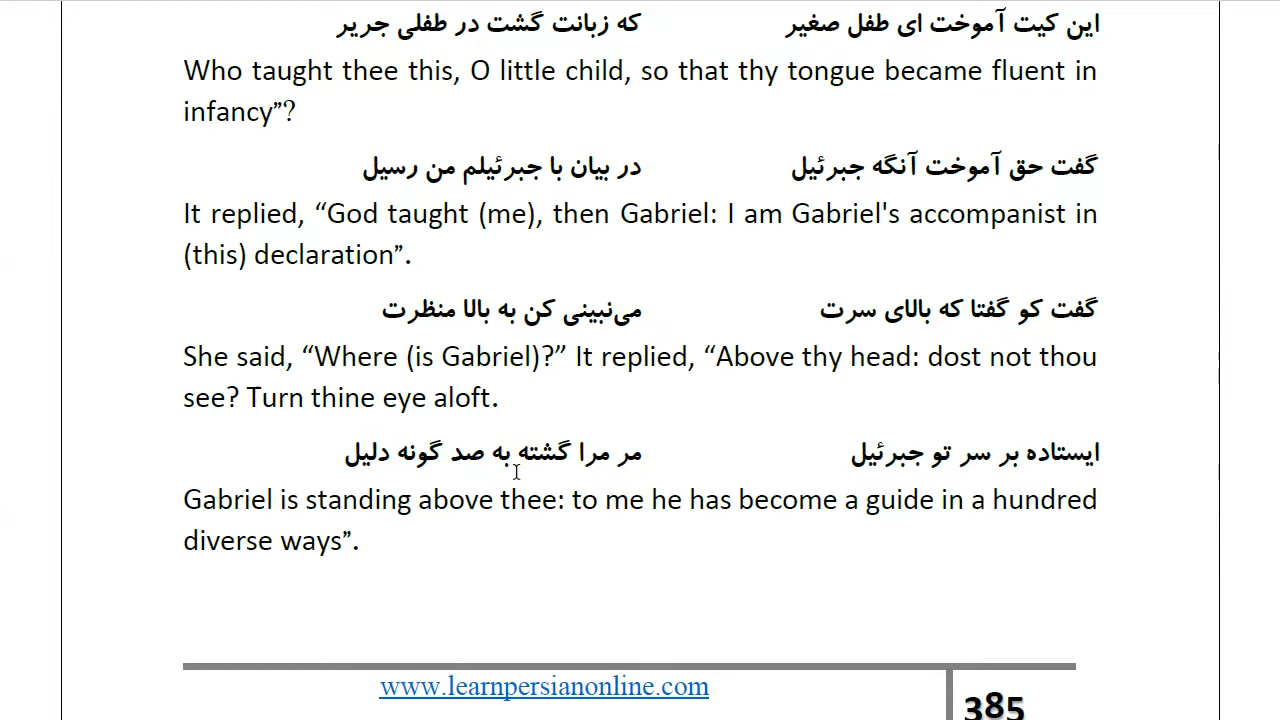 این کیت آموخت ای طفل صغیر که زبانت گشت در طفلی جریر
Who taught thee this, O little child, so that thy tongue became fluent in
infancy”?
گفت حق آموخت آنگه جبرئیل در بیان با جبرئیلم من رسیل
It replied, “God taught (me), then Gabriel: I am Gabriel's accompanist in
(this) declaration”.
گفت کو گفتا که بالای سرت می‌نبینی کن به بالا منظرت
She said, “Where (is Gabriel)?” It replied, “Above thy head: dost not thou
see? Turn thine eye aloft.
ایستاده بر سر تو جبرئیل مر مرا گشته به صد گونه دلیل
Gabriel is standing above thee: to me he has become a guide in a hundred
diverse ways”.
www.learnpersianonline.com
385